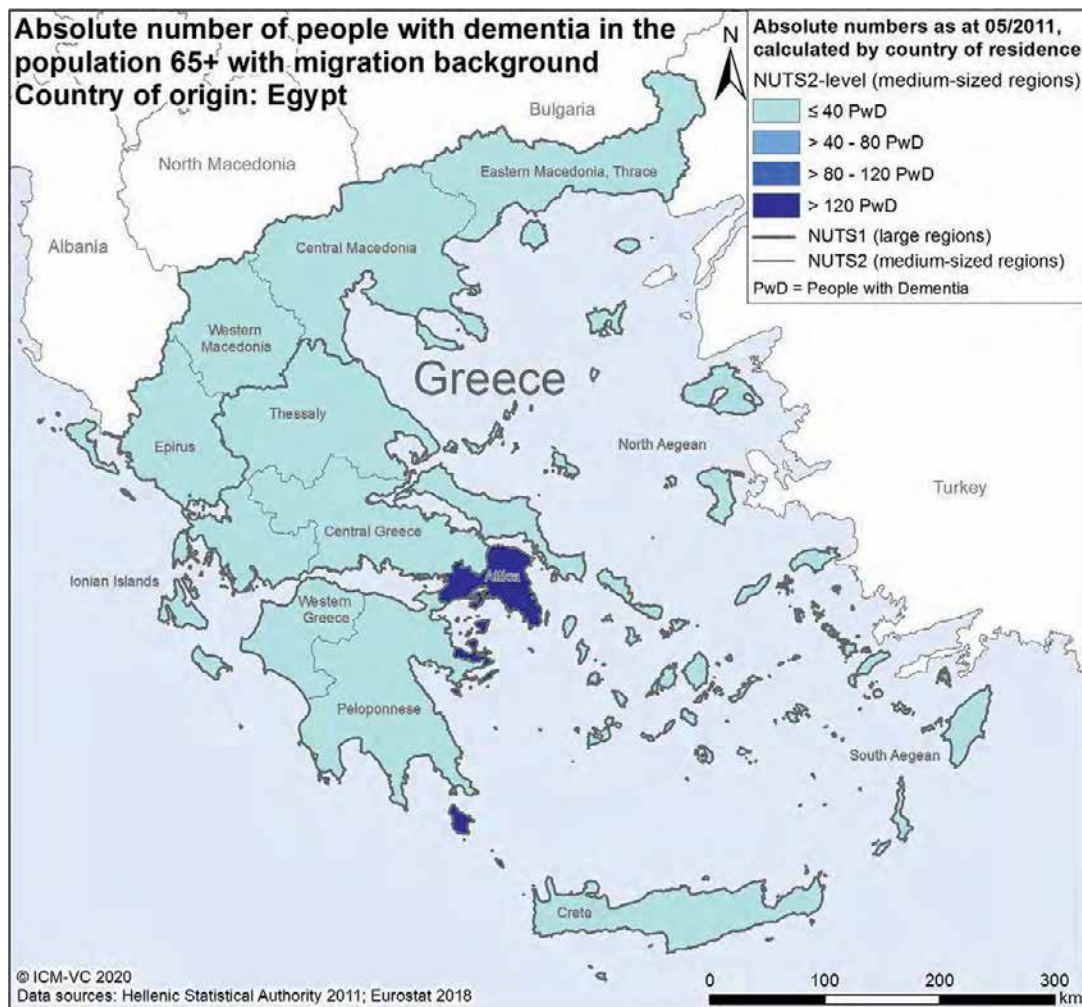 Absolute number of people with dementia in the
population 65+ with migration background
Country of origin: Egypt
N
Absolute numbers as at 05/2011,
calculated by country of residence
NUTS2-level (medium-sized regions)
≤ 40 PwD
> 40 - 80 PwD
> 80 - 120 PwD
> 120 PwD
NUTS1 (large regions)
NUTS2 (medium-sized regions)
PwD = People with Dementia
Bulgaria
North Macedonia
Eastern Macedonia, Thrace
Albania
Central Macedonia
Western
Macedonia
Greece
Thessaly
Epirus
North Aegean
Turkey
Central Greece
Attica
Ionian Islands
Western
Greece
Peloponnese
South Aegean
Crete
© ICM-VC 2020
Data sources: Hellenic Statistical Authority 2011; Eurostat 2018
0 100 200 300
km